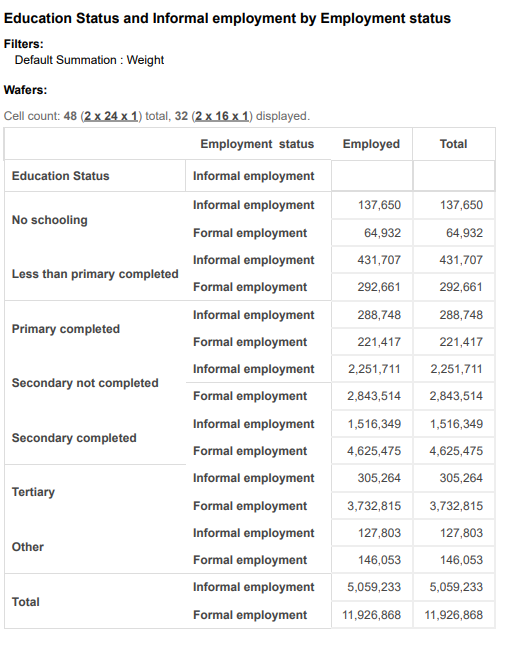 Education Status and Informal employment by Employment status
Filters:
Default Summation : Weight
Wafers:
Cell count: 48 (2 x 24 x 1) total, 32 (2 x 16 x 1) displayed.
Employment status Employed Total
Education Status Informal employment
No schooling Informal employment 137,650 137,650
Formal employment 64,932 64,932
Less than primary completed Informal employment 431,707 431,707
Formal employment 292,661 292,661
Primary completed Informal employment 288,748 288,748
Formal employment 221,417 221,417
Secondary not completed Informal employment 2,251,711 2,251,711
Formal employment 2,843,514 2,843,514
Secondary completed Informal employment 1,516,349 1,516,349
Formal employment 4,625,475 4,625,475
Tertiary Informal employment 305,264 305,264
Formal employment 3,732,815 3,732,815
Other Informal employment 127,803 127,803
Formal employment 146,053 146,053
Total Informal employment 5,059,233 5,059,233
Formal employment 11,926,868 11,926,868